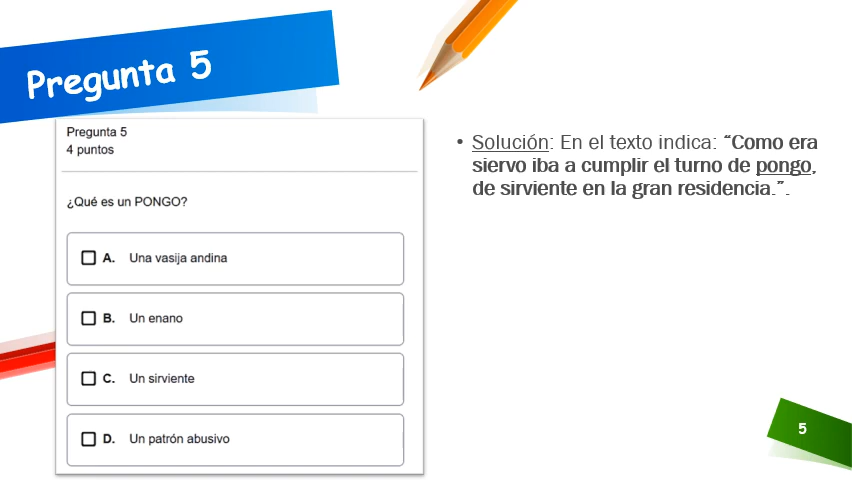 Pregunta 5
Pregunta 5
4 puntos
¿Qué es un PONGO?
A. Una vasija andina
B. Un enano
C. Un sirviente
D. Un patrón abusivo
• Solución: En el texto indica: “Como era
siervo iba a cumplir el turno de pongo,
de sirviente en la gran residencia.”.
5